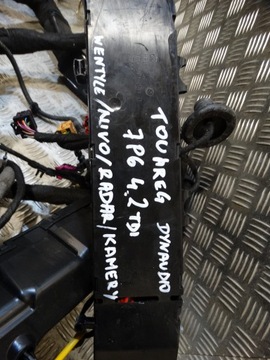 TOUAREG DYNAUDIO
7P6 4.2 TDI
WENTYLE/NIVO/RADAR/KAMERY